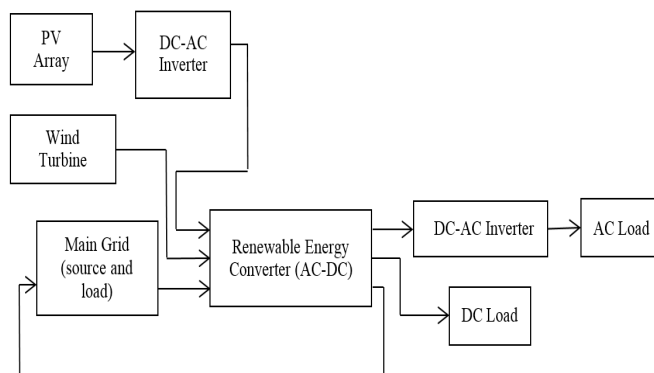 PV
Array
DC-AC
Inverter
Wind
Turbine
Main Grid
(source and
load)
Renewable Energy
Converter (AC-DC)
DC-AC Inverter
AC Load
DC Load